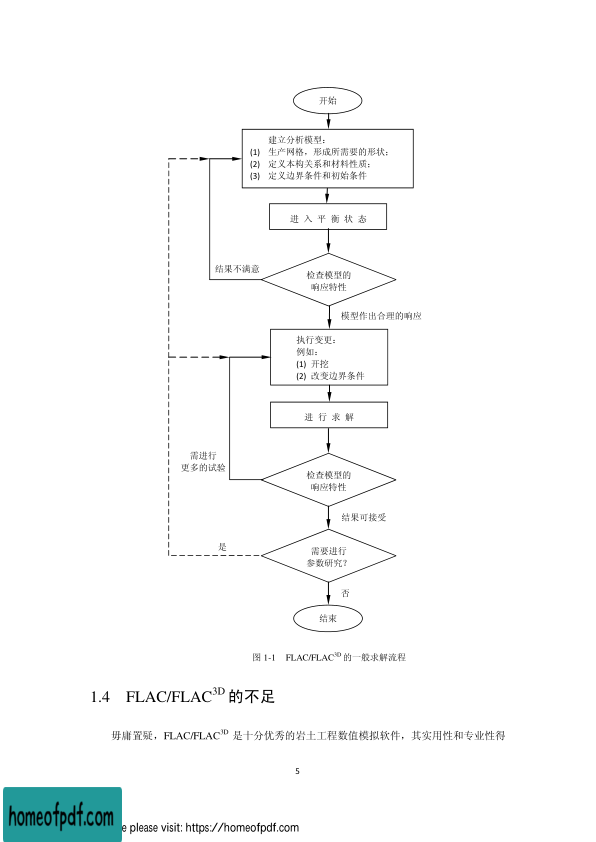 开始
建立分析模型：
(1) 生产网格，形成所需要的形状；
(2) 定义本构关系和材料性质；
(3) 定义边界条件和初始条件
进 入 平 衡 状 态
结果不满意
检查模型的
响应特性
模型作出合理的响应
执行变更：
例如：
(1) 开挖
(2) 改变边界条件
进 行 求 解
需进行
更多的试验
检查模型的
响应特性
结果可接受
是
需要进行
参数研究？
否
结束
图 1-1 FLAC/FLAC3D 的一般求解流程
1.4 FLAC/FLAC3D 的不足
毋庸置疑，FLAC/FLAC3D 是十分优秀的岩土工程数值模拟软件，其实用性和专业性得
5
homeofpdf.com
please visit: https://homeofpdf.com